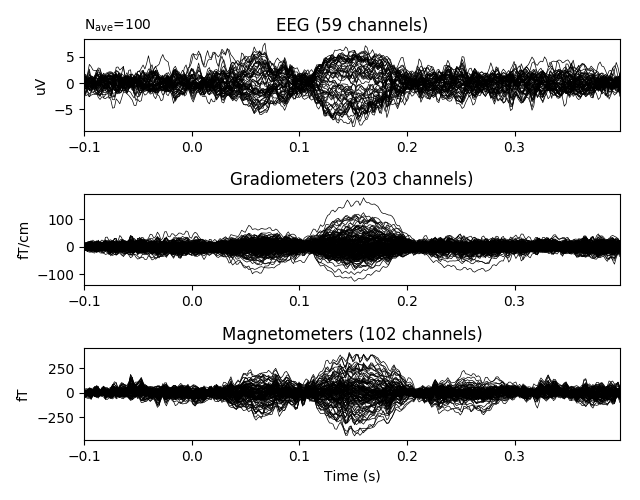 N_ave=100
EEG (59 channels)
5
0
−5
uV
−0.1 0.0 0.1 0.2 0.3
Gradiometers (203 channels)
100
0
−100
fT/cm
−0.1 0.0 0.1 0.2 0.3
Magnetometers (102 channels)
250
0
−250
fT
−0.1 0.0 0.1 0.2 0.3
Time (s)